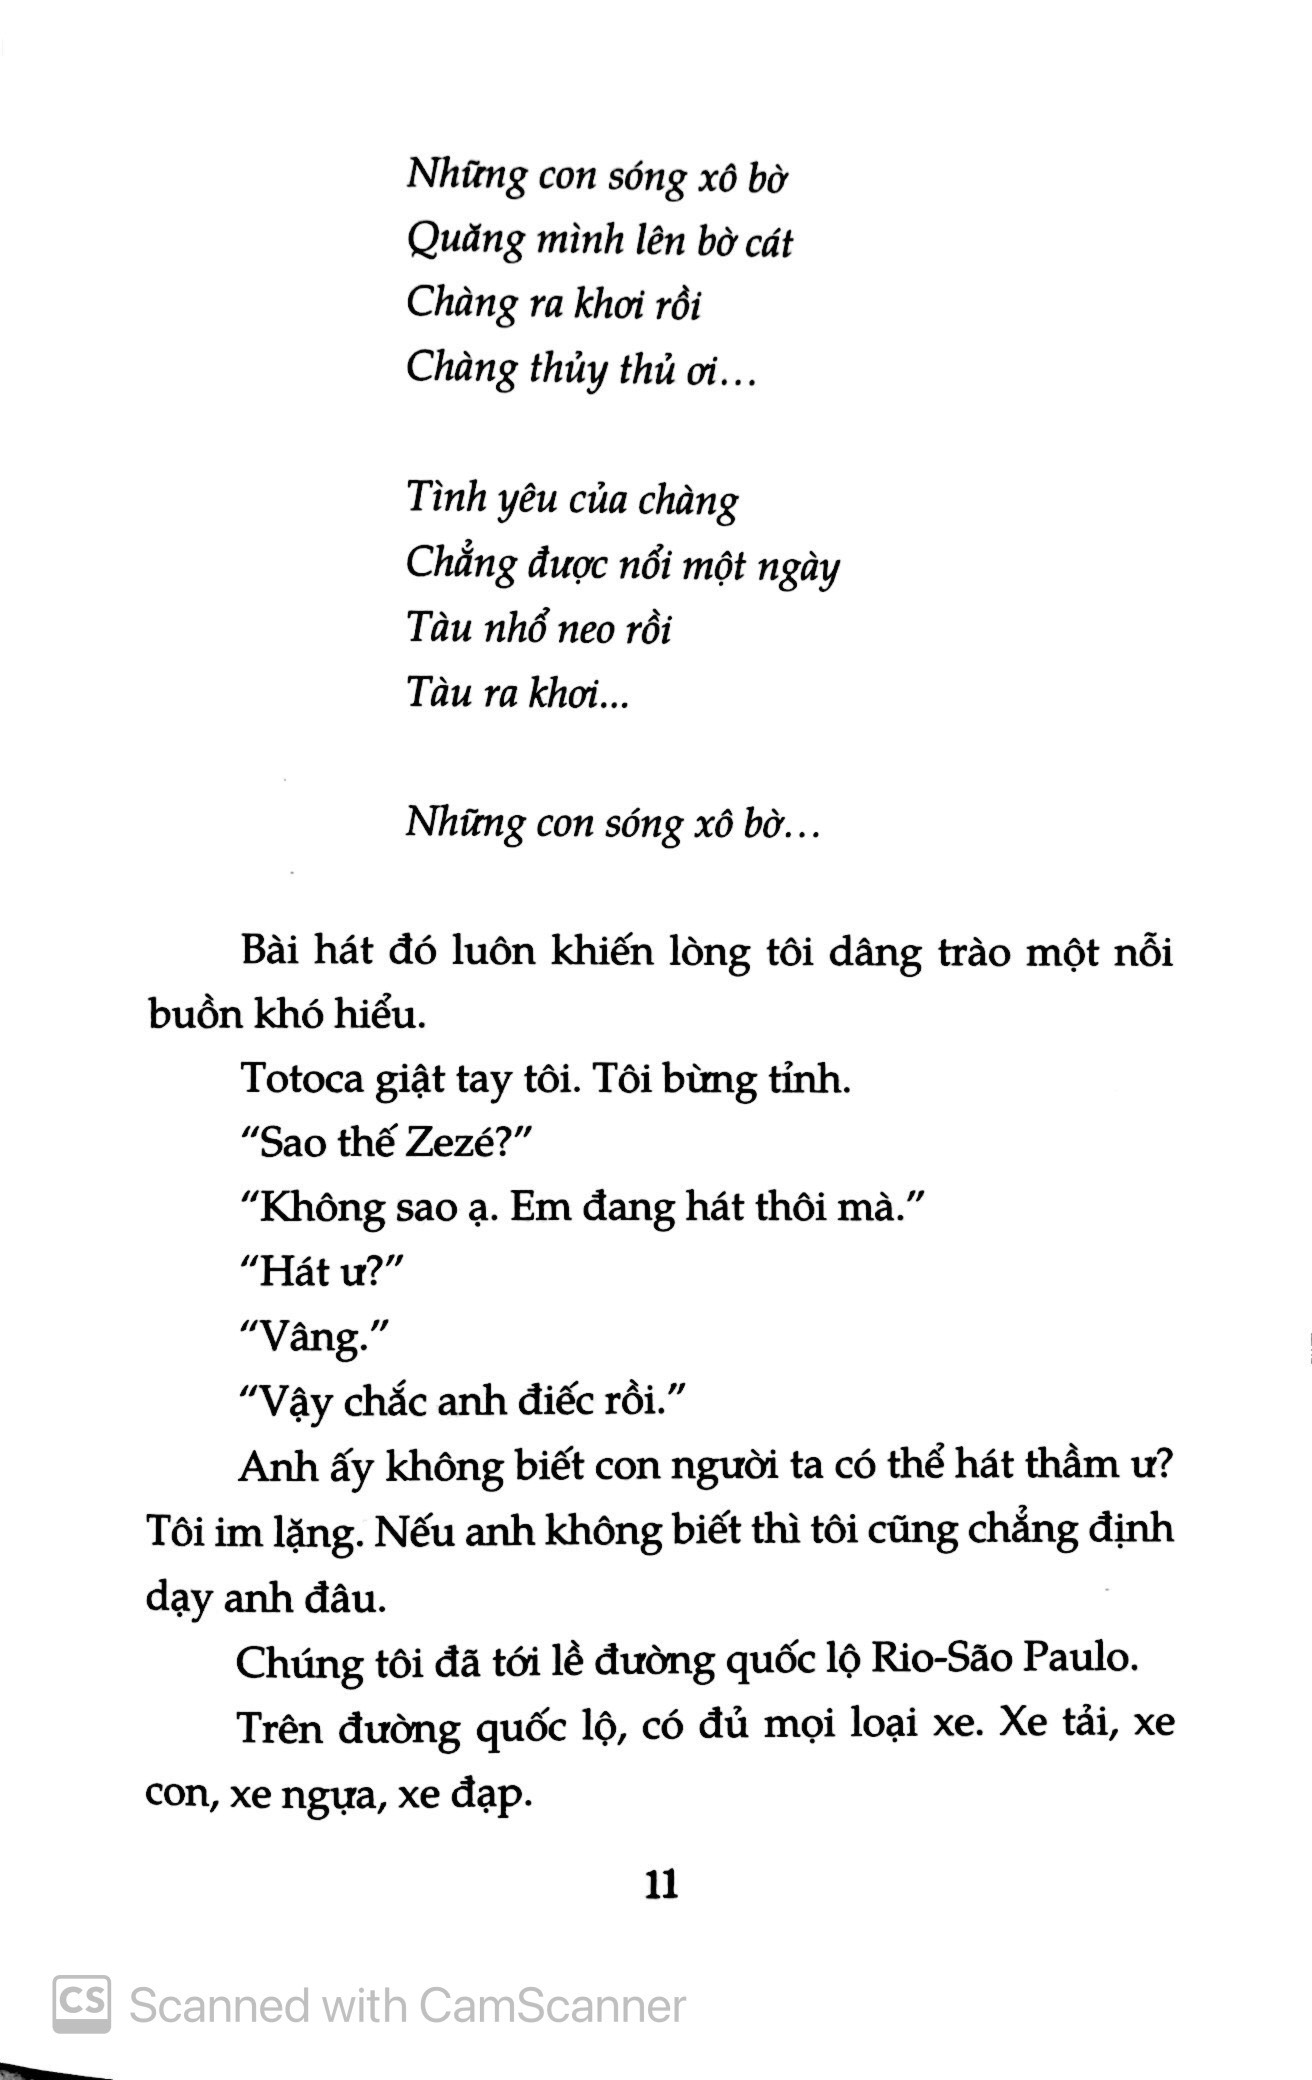 Những con sóng xô bờ
Quăng mình lên bờ cát
Chàng ra khơi rồi
Chàng thủy thủ ơi...
Tình yêu của chàng
Chẳng được nổi một ngày
Tàu nhổ neo rồi
Tàu ra khơi...
Những con sóng xô bờ...
Bài hát đó luôn khiến lòng tôi dâng trào một nỗi
buồn khó hiểu.
Totoca giật tay tôi. Tôi bừng tỉnh.
“Sao thế Zezé?”
“Không sao ạ. Em đang hát thôi mà.”
“Hát ư?”
“Vâng.”
“Vậy chắc anh điếc rồi.”
Anh ấy không biết con người ta có thể hát thầm ư?
Tôi im lặng. Nếu anh không biết thì tôi cũng chẳng định
dạy anh đâu.
Chúng tôi đã tới lề đường quốc lộ Rio-São Paulo.
Trên đường quốc lộ, có đủ mọi loại xe. Xe tải, xe
con, xe ngựa, xe đạp.
11
CS Scanned with CamScanner